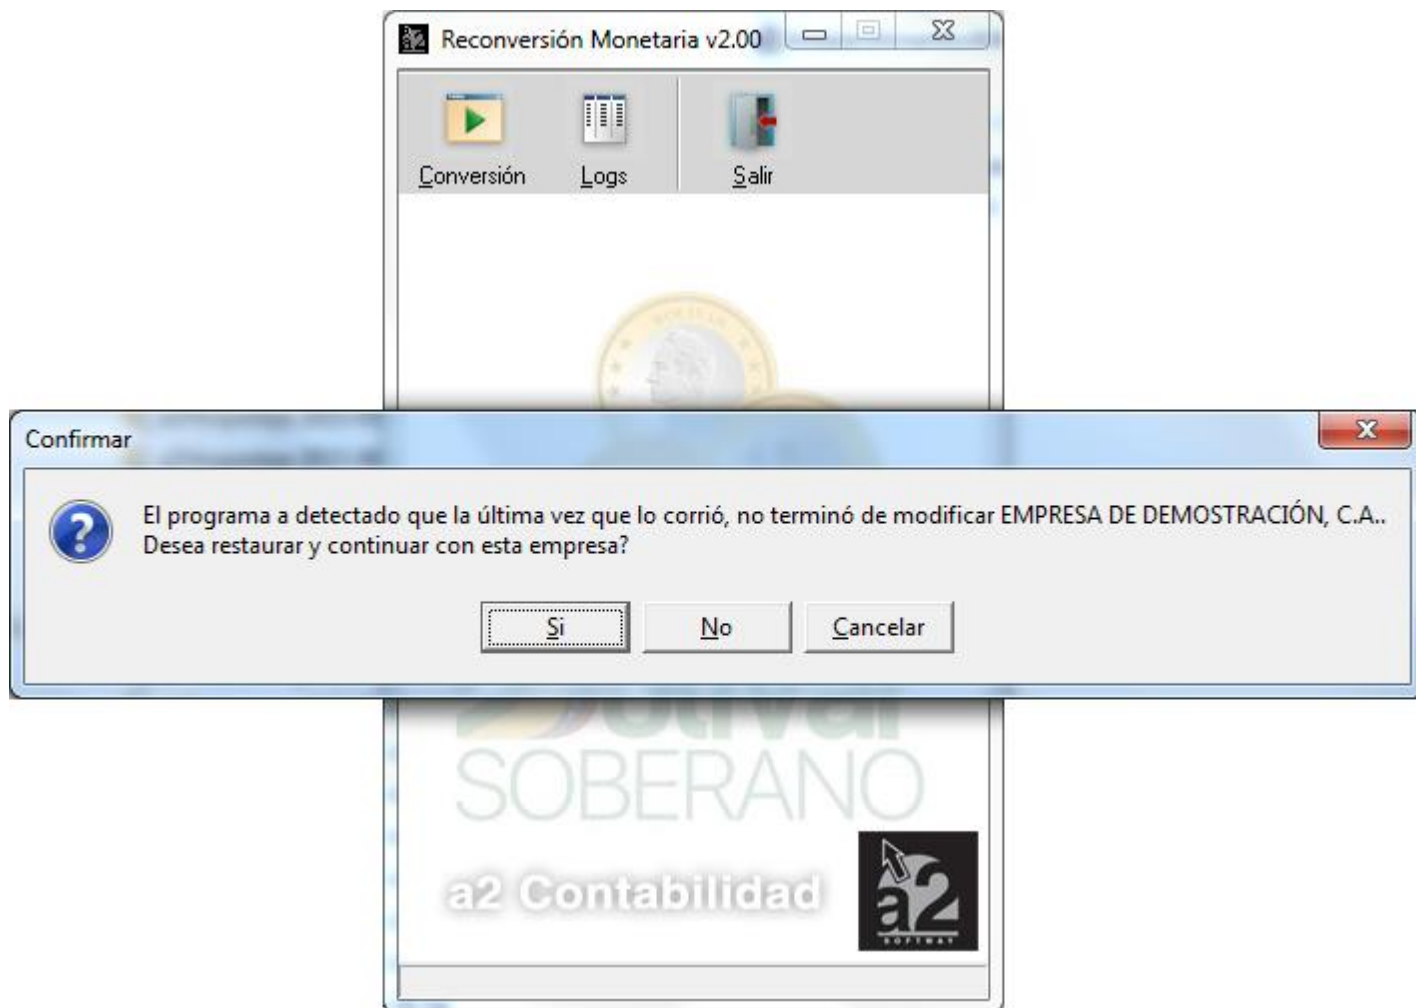 Reconversión Monetaria v2.00
Conversión Logs Salir
Confirmar
El programa a detectado que la última vez que lo corrió, no terminó de modificar EMPRESA DE DEMOSTRACIÓN, C.A..
Desea restaurar y continuar con esta empresa?
Si No Cancelar
SOBERANO
a2 Contabilidad
a2
SOFTWAY